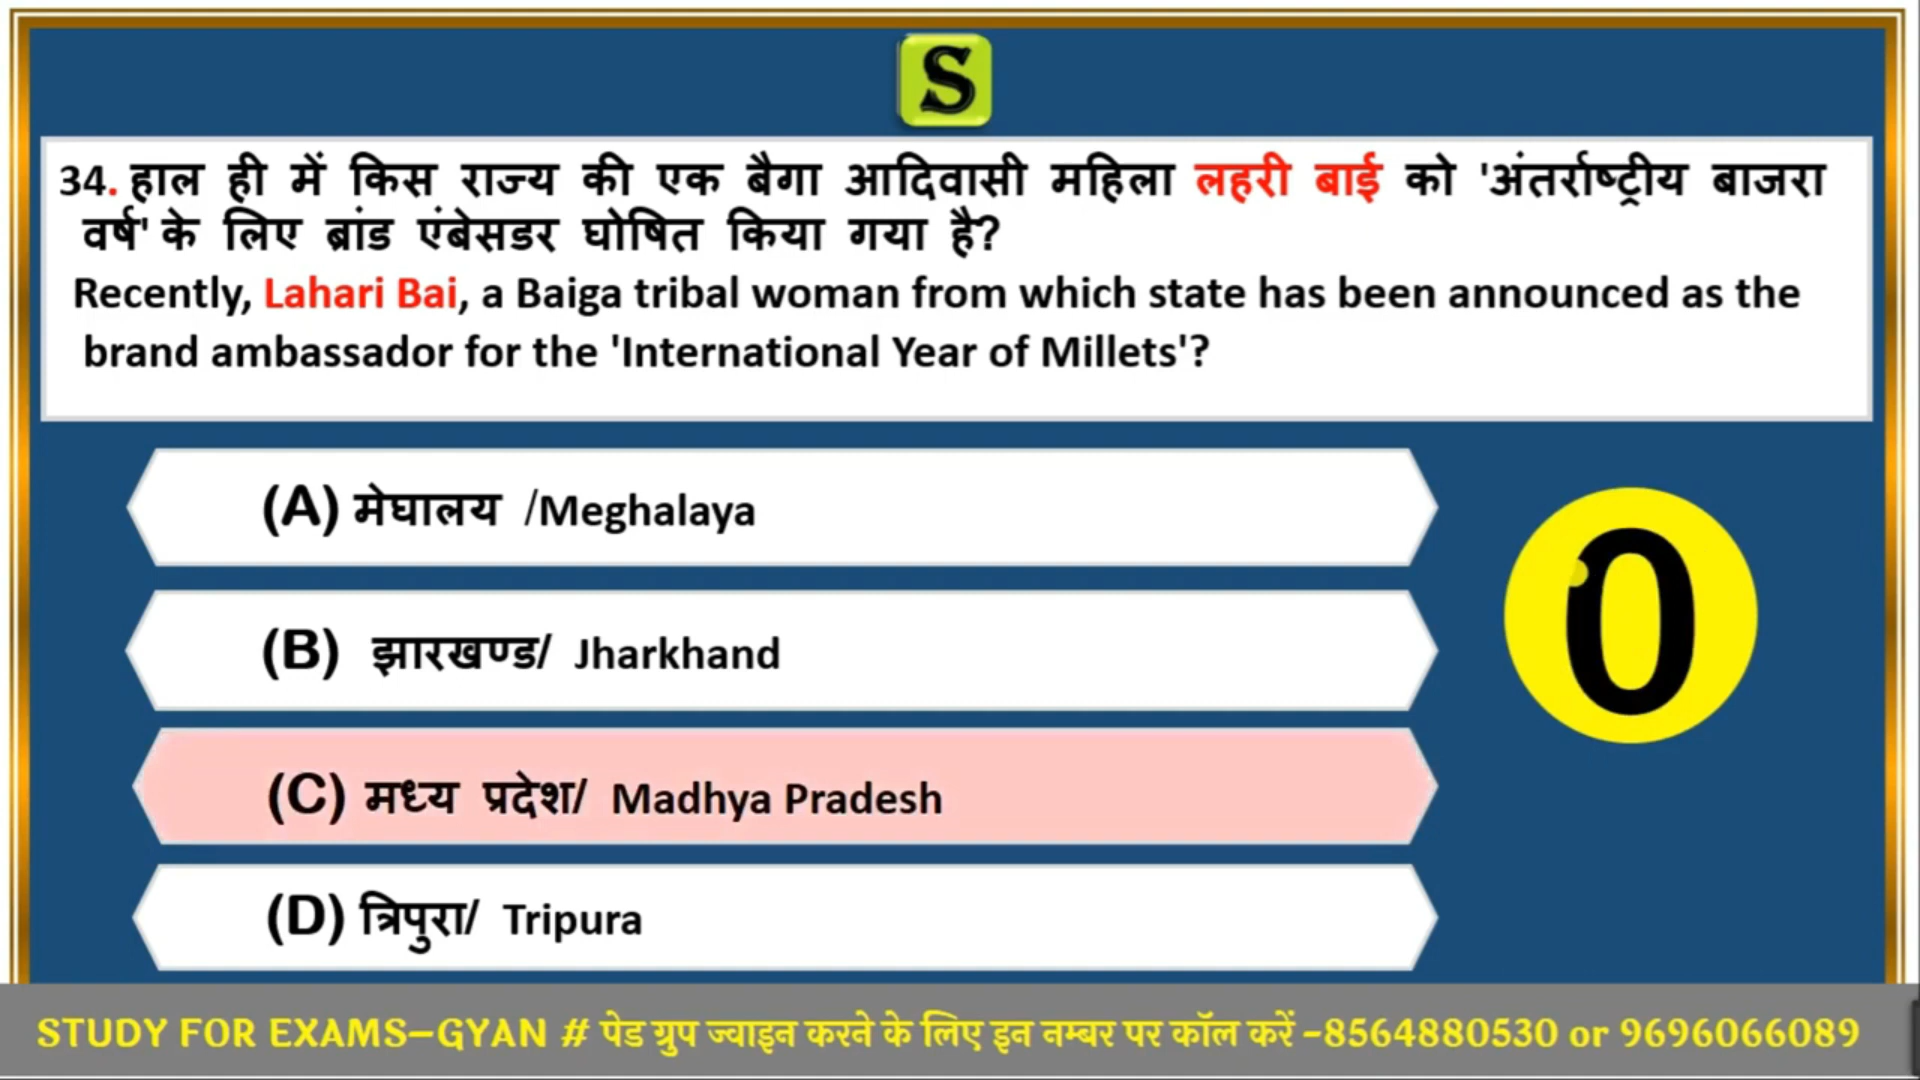 S
34. हाल ही में किस राज्य की एक बैगा आदिवासी महिला लहरी बाई को 'अंतर्राष्ट्रीय बाजरा
वर्ष' के लिए ब्रांड एंबेसडर घोषित किया गया है?
Recently, Lahari Bai, a Baiga tribal woman from which state has been announced as the
brand ambassador for the 'International Year of Millets'?
(A) मेघालय /Meghalaya
(B) झारखण्ड/ Jharkhand
0
(C) मध्य प्रदेश/ Madhya Pradesh
(D) त्रिपुरा/ Tripura
STUDY FOR EXAMS-GYAN # पेड ग्रुप ज्वाइन करने के लिए इन नम्बर पर कॉल करें -8564880530 or 9696066089